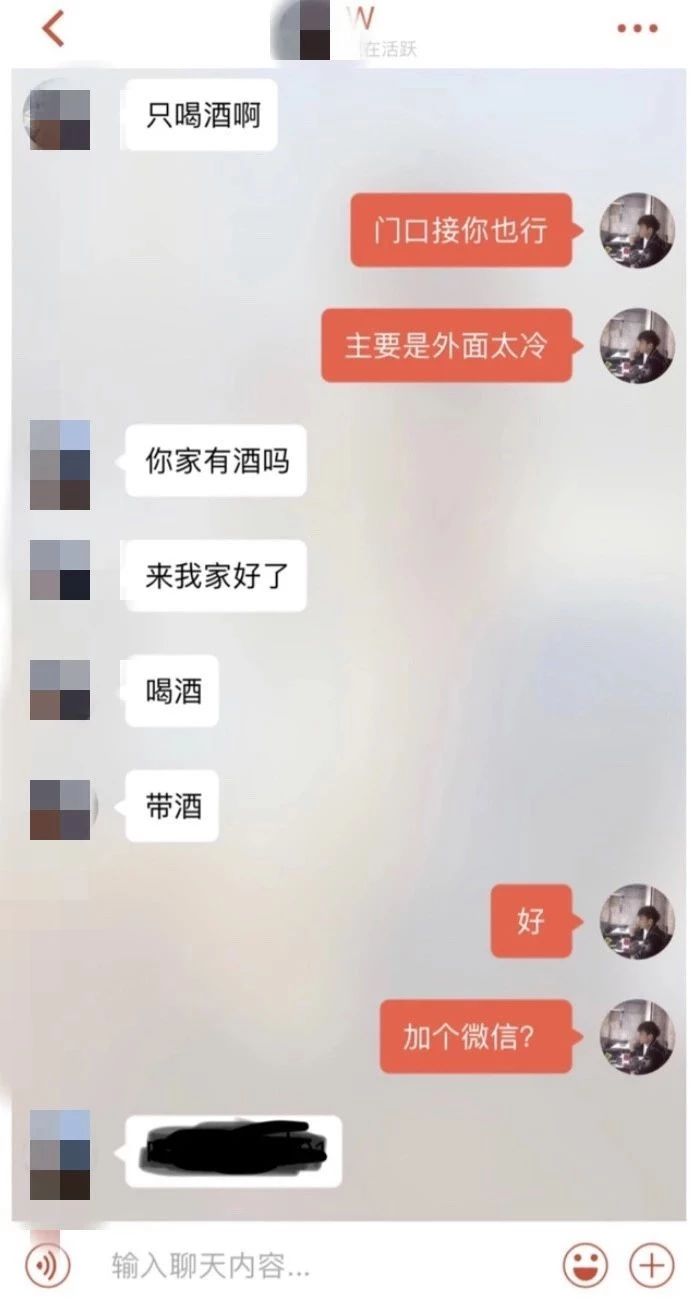 W
在活跃
只喝酒啊
门口接你也行
主要是外面太冷
你家有酒吗
来我家好了
喝酒
带酒
好
加个微信？
输入聊天内容...